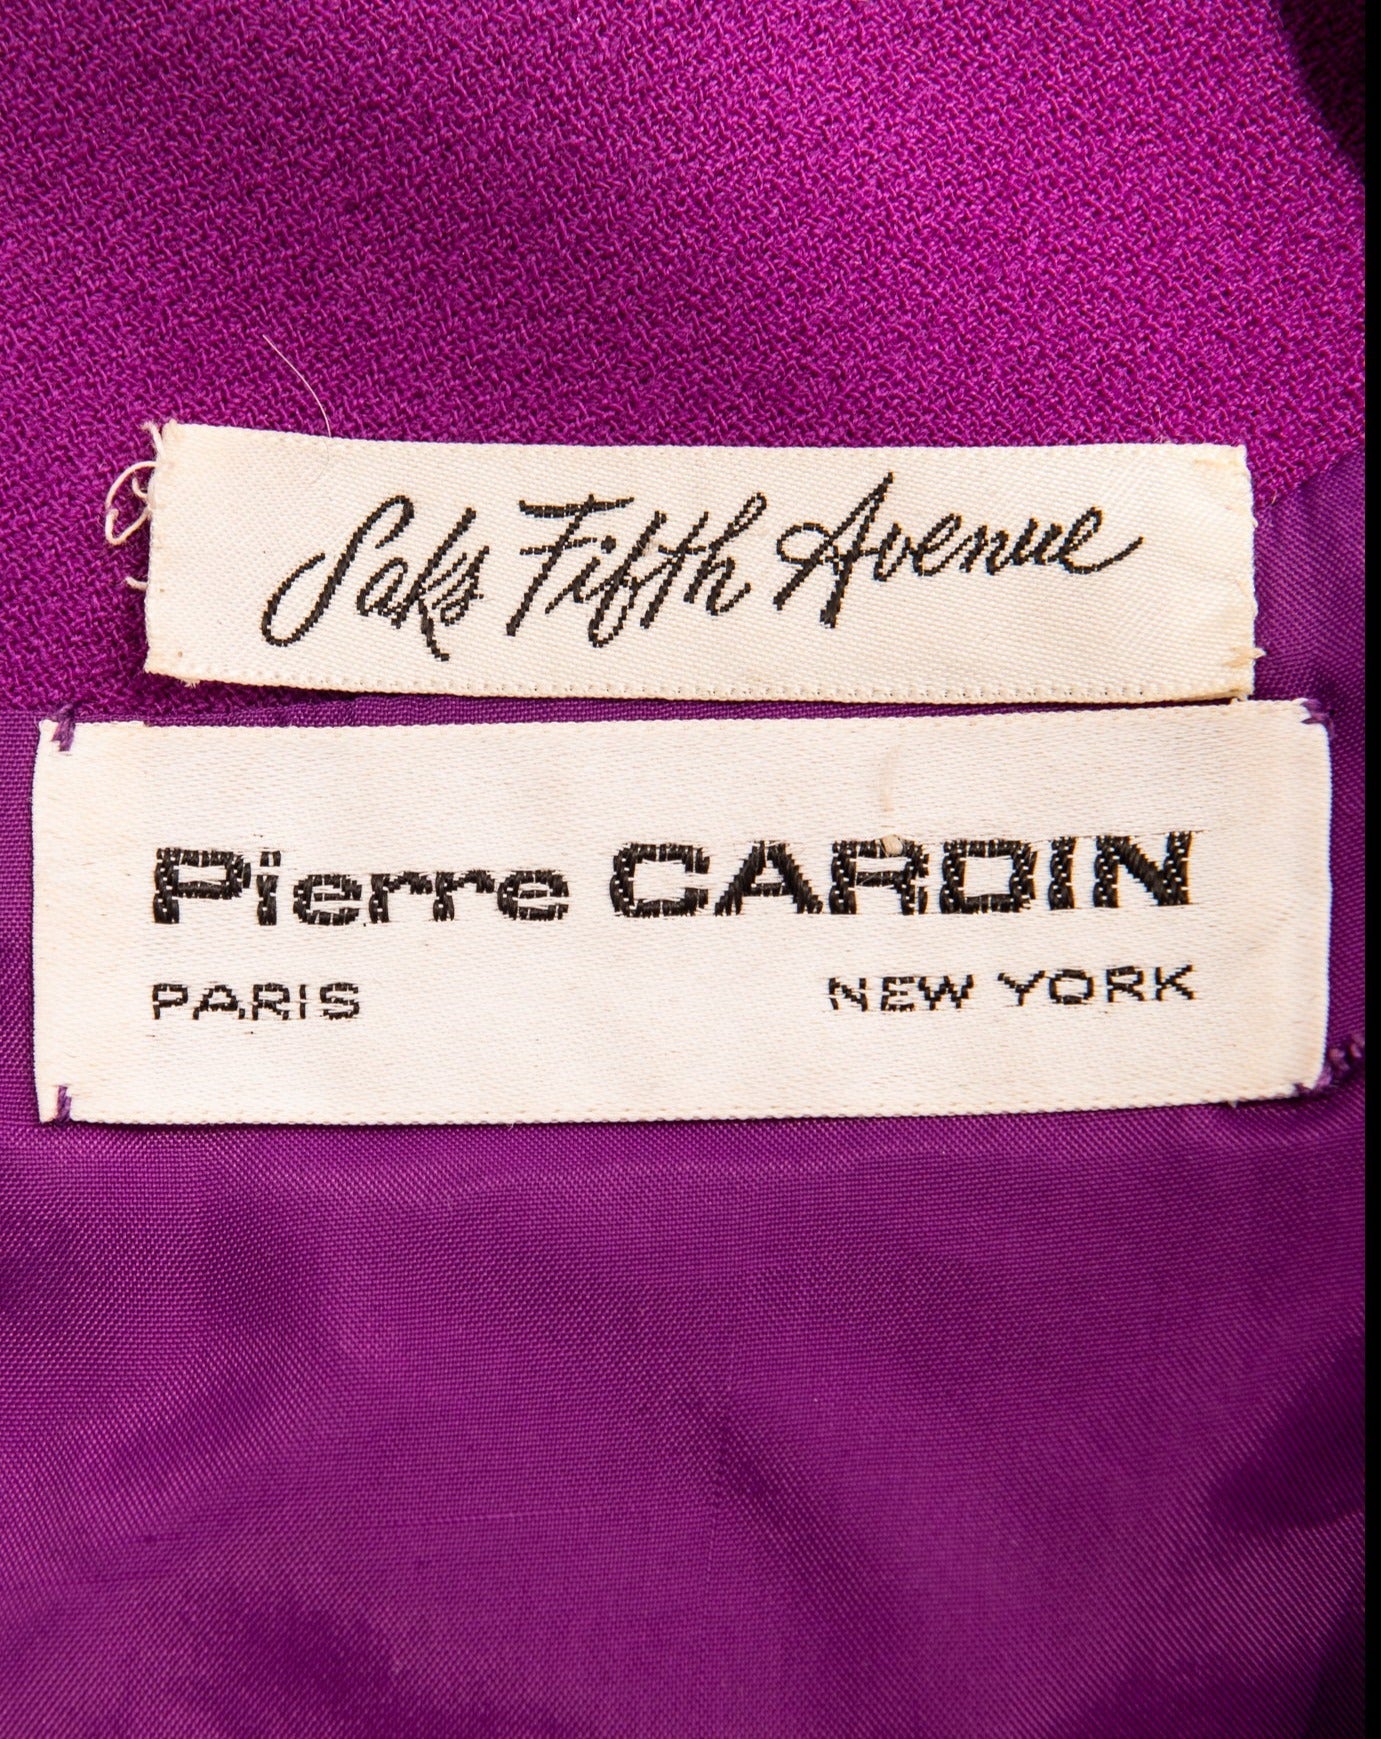 Saks Fifth Avenue
Pierre CARDIN
PARIS NEW YORK